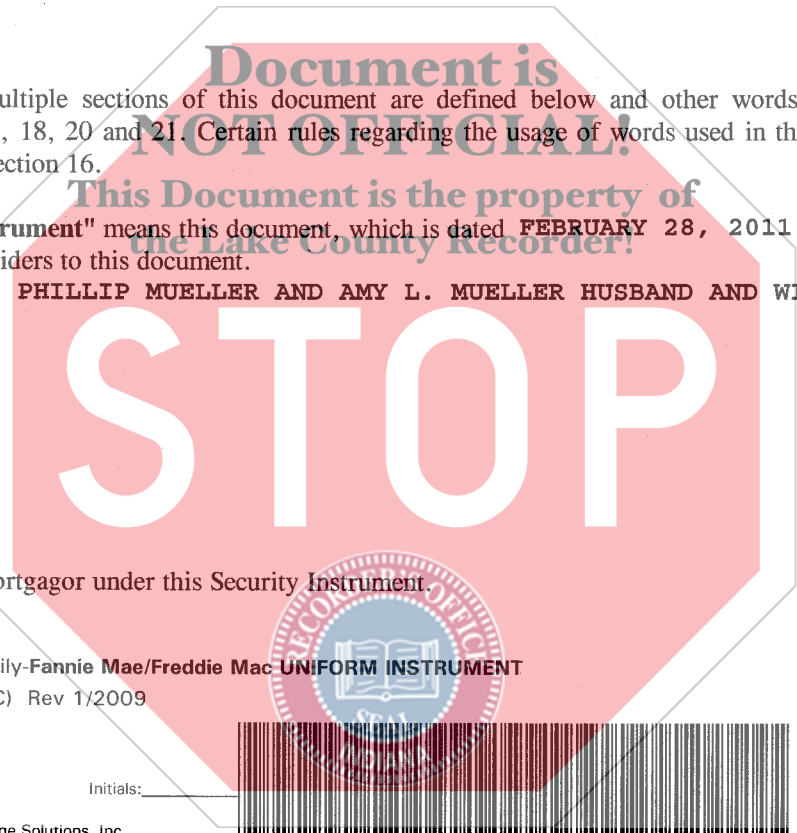 Document is
ultiple sections of this document are defined below and other words
, 18, 20 and 21. Certain rules regarding the usage of words used in th
NOT OFFICIAL!
ection 16.
This Document is the property of
rument" means this document, which is dated FEBRUARY 28, 2011
the Lake County Recorder!
iders to this document.
PHILLIP MUELLER AND AMY L. MUELLER HUSBAND AND WI
STOP
ortgagor under this Security Instrument.
RECORDER'S OFFICE
ily-Fannie Mae/Freddie Mac UNIFORM INSTRUMENT
C) Rev 1/2009
SEAL
INDIANA
Initials:
ge Solutions, Inc.